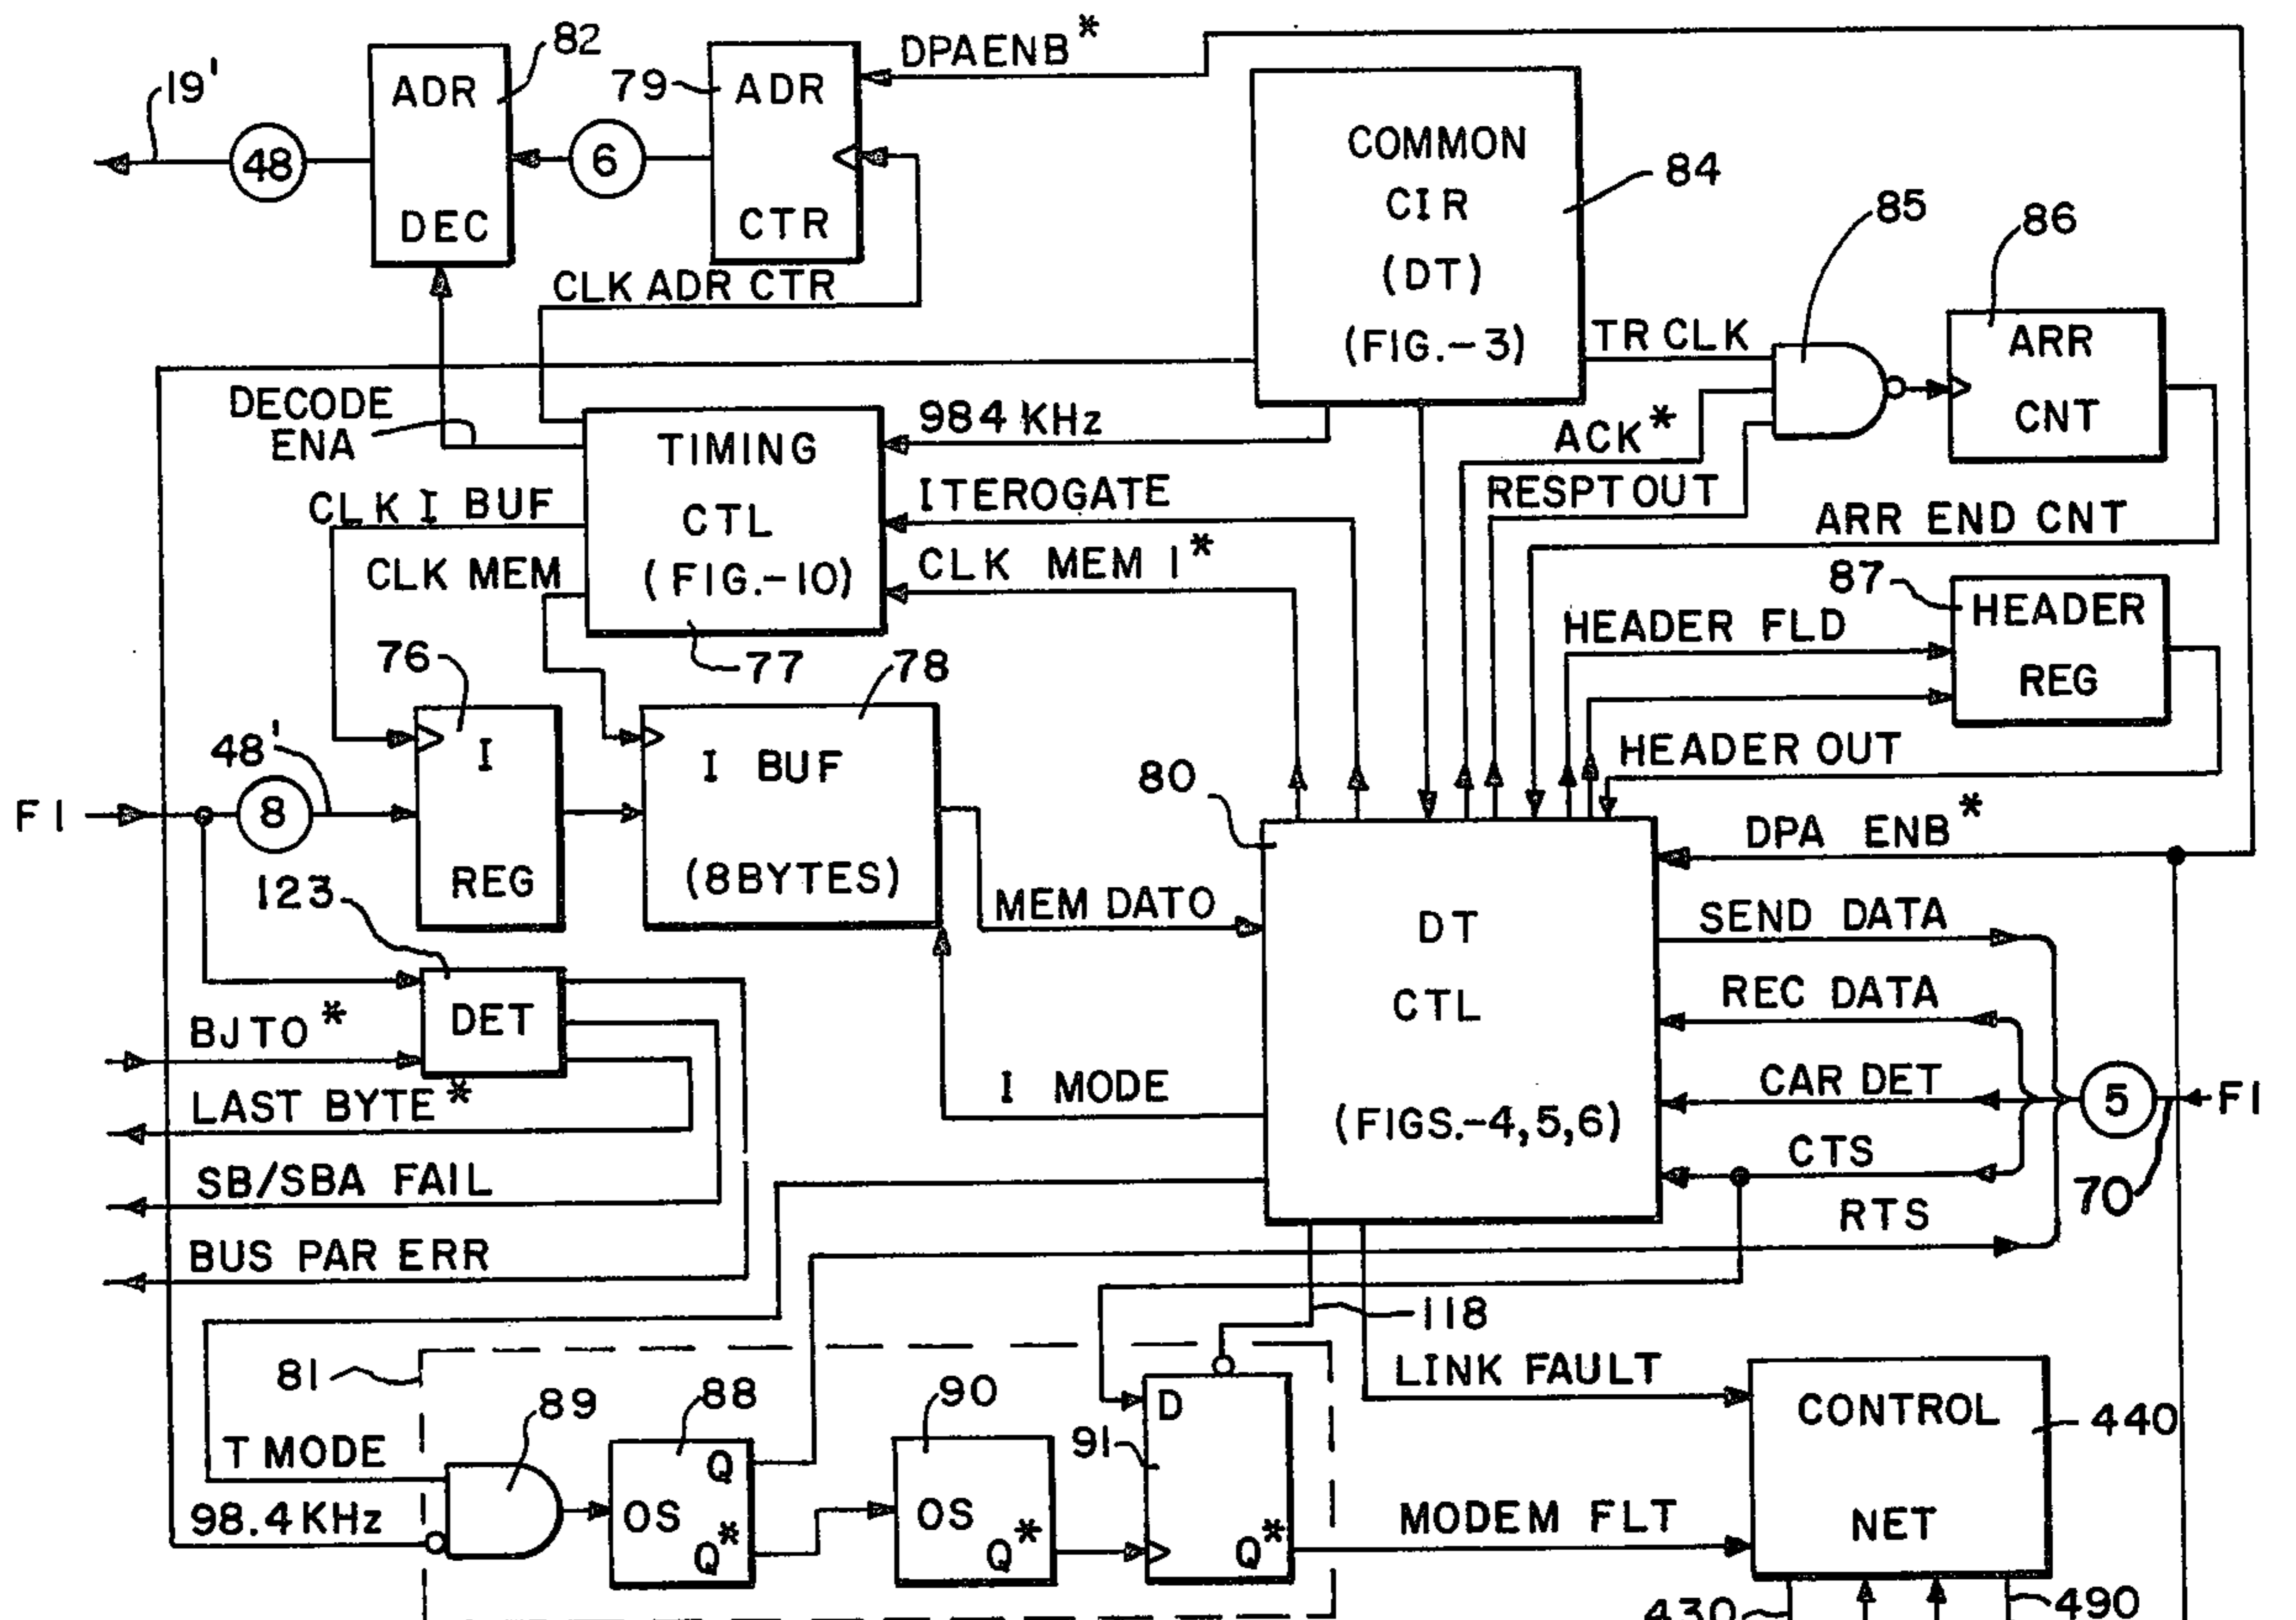 82
DPAENB*
19'
ADR
DEC
79
ADR
CTR
48
6
COMMON
CIR
(DT)
(FIG.-3)
84
85
86
CLK ADR CTR
TR CLK
ARR
CNT
DECODE
ENA
984 KHz
ACK*
TIMING
CTL
(FIG.-10)
CLK I BUF
ITEROGATE
RESPT OUT
ARR END CNT
CLK MEM
CLK MEM I*
87
HEADER
REG
HEADER FLD
76
77
78
48'
I
REG
I BUF
(8BYTES)
HEADER OUT
80
F1
8
DPA ENB*
123
MEM DATO
DT
CTL
(FIGS.-4,5,6)
SEND DATA
REC DATA
DET
BJTO*
LAST BYTE*
I MODE
CAR DET
5
F1
CTS
70
SB/SBA FAIL
RTS
BUS PAR ERR
118
81
LINK FAULT
89
88
90
D
91
CONTROL
NET
440
T MODE
Q
OS
Q*
OS
Q*
Q*
98.4 KHz
MODEM FLT
430
490